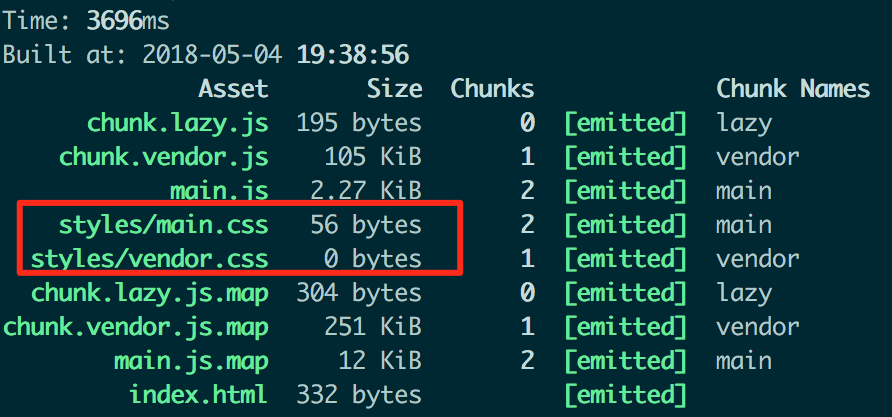 Time: 3696ms
Built at: 2018-05-04 19:38:56
Asset Size Chunks Chunk Names
chunk.lazy.js 195 bytes 0 [emitted] lazy
chunk.vendor.js 105 KiB 1 [emitted] vendor
main.js 2.27 KiB 2 [emitted] main
styles/main.css 56 bytes 2 [emitted] main
styles/vendor.css 0 bytes 1 [emitted] vendor
chunk.lazy.js.map 304 bytes 0 [emitted] lazy
chunk.vendor.js.map 251 KiB 1 [emitted] vendor
main.js.map 12 KiB 2 [emitted] main
index.html 332 bytes [emitted]